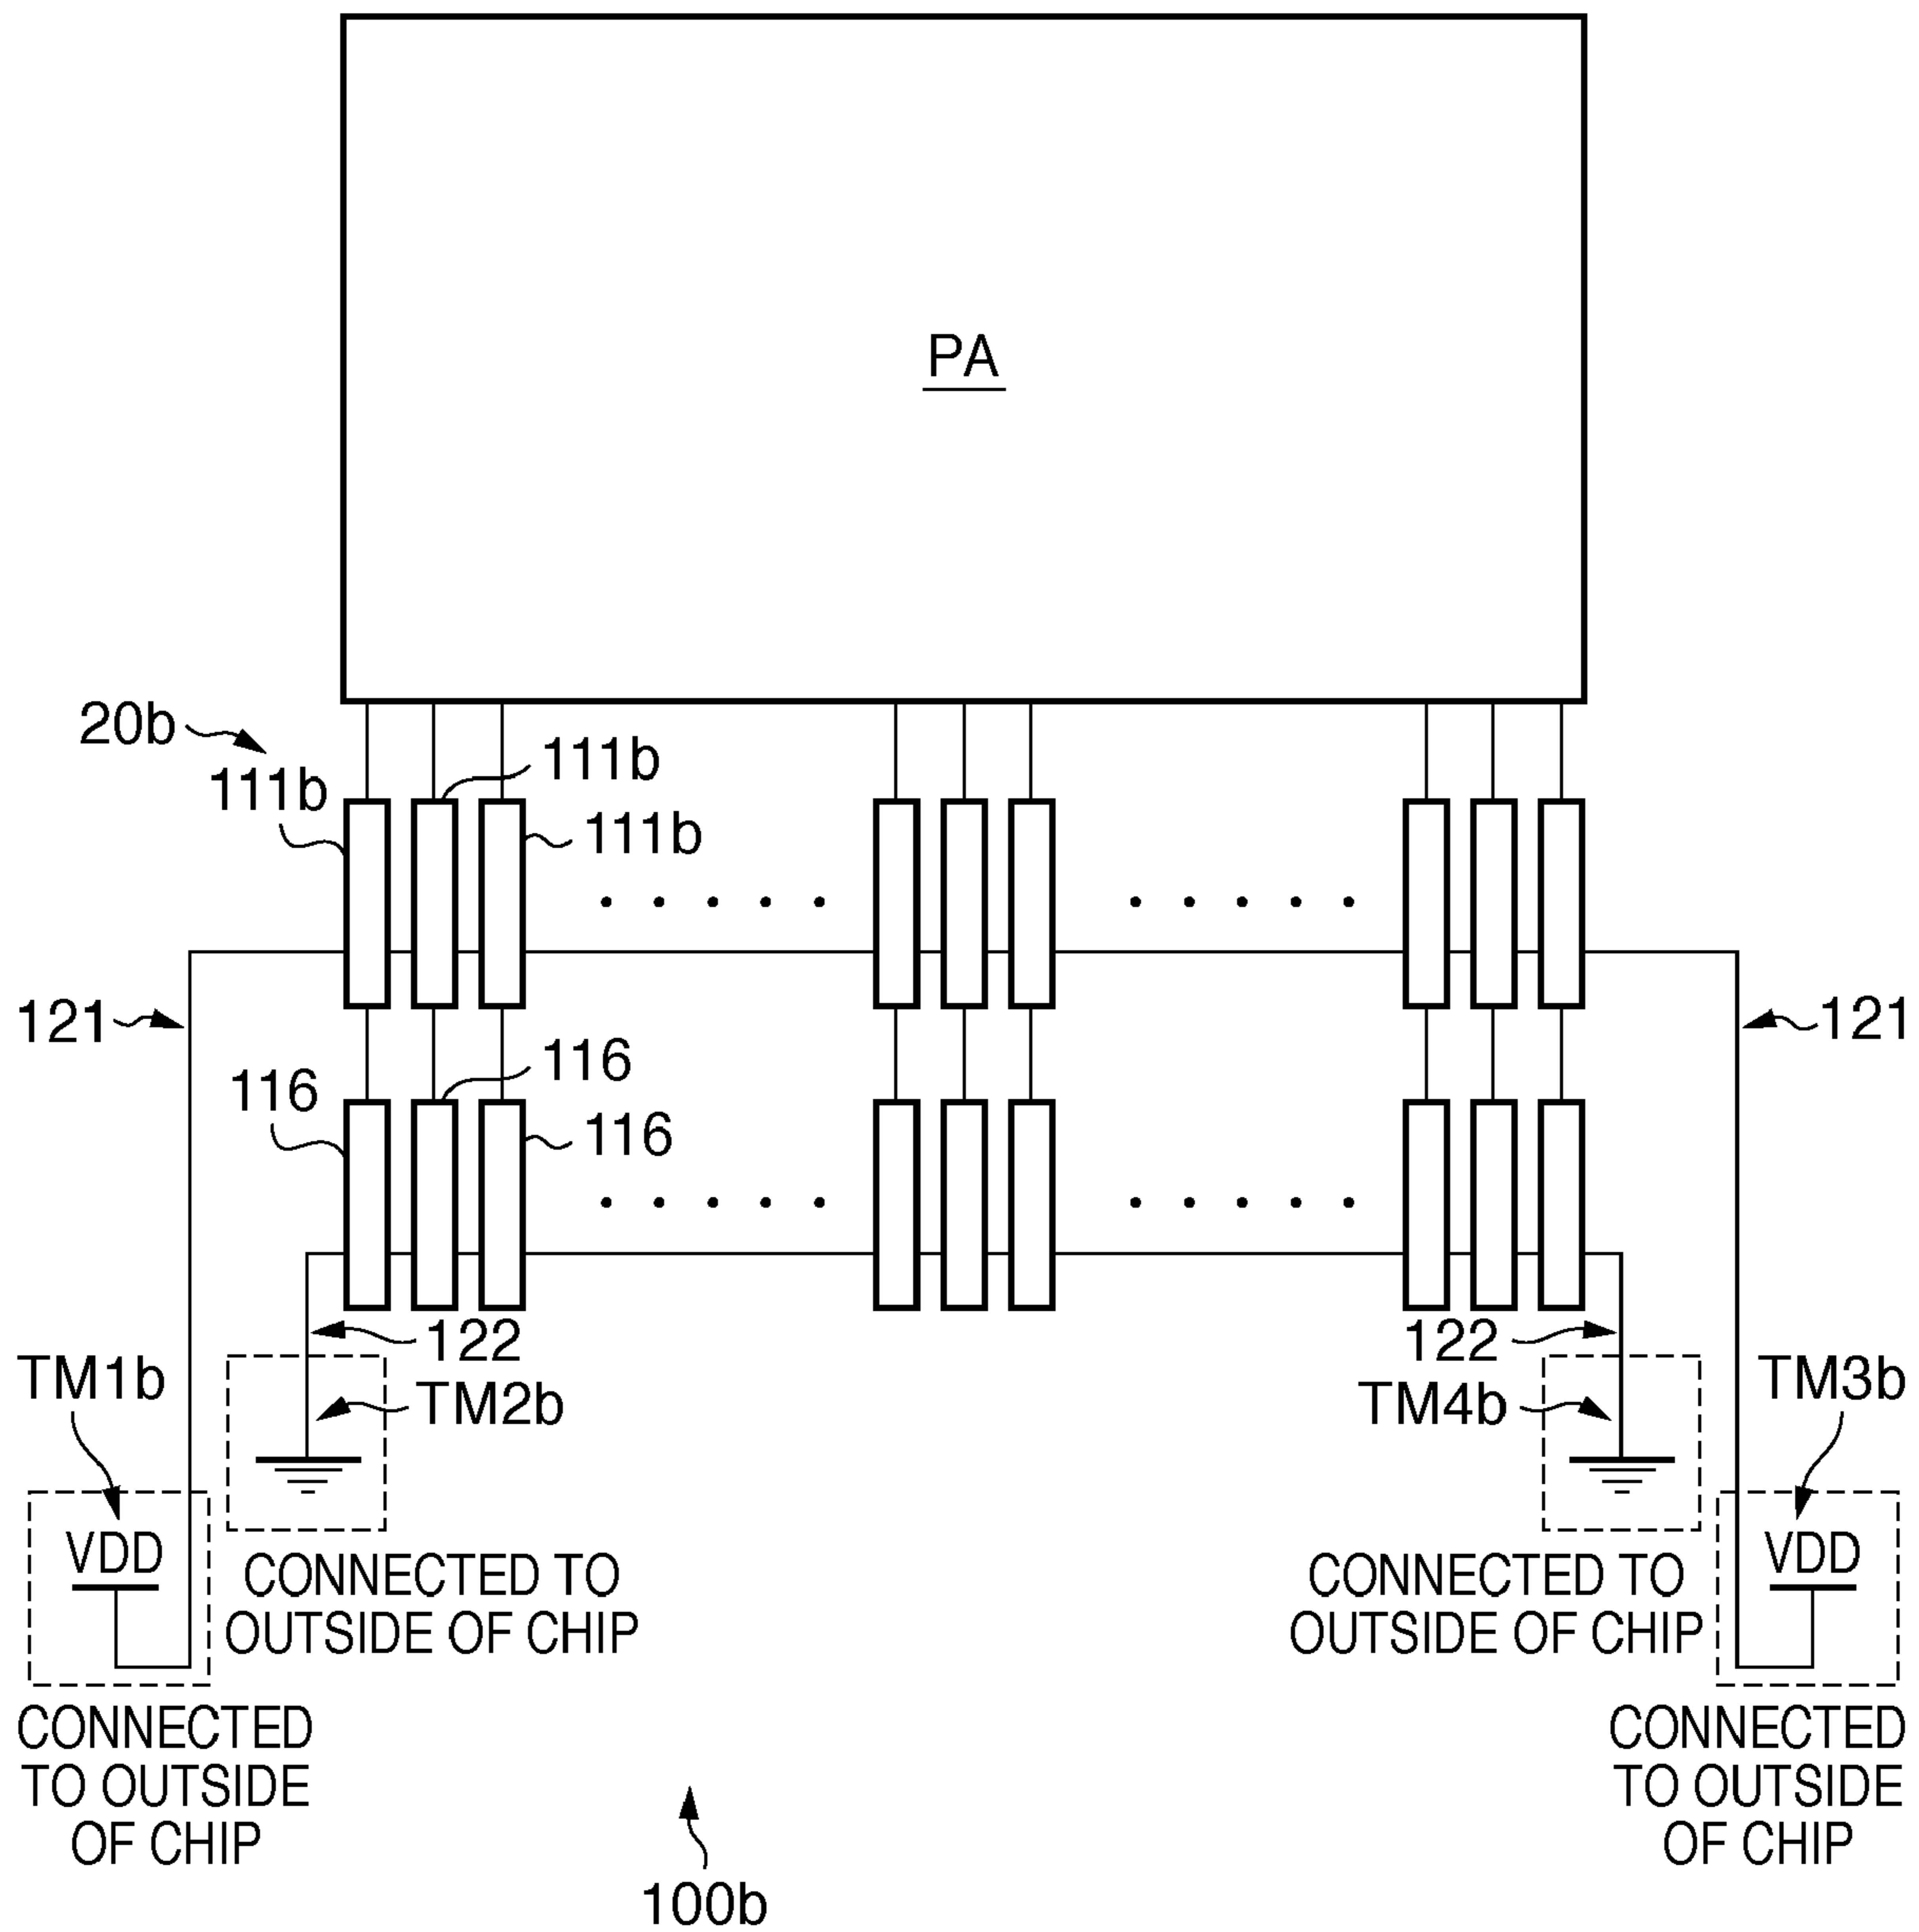 PA
20b
111b
111b
111b
121
121
116
116
116
122
122
TM1b
TM2b
TM4b
TM3b
VDD
VDD
CONNECTED TO
OUTSIDE OF CHIP
CONNECTED TO
OUTSIDE OF CHIP
CONNECTED
TO OUTSIDE
OF CHIP
CONNECTED
TO OUTSIDE
OF CHIP
100b